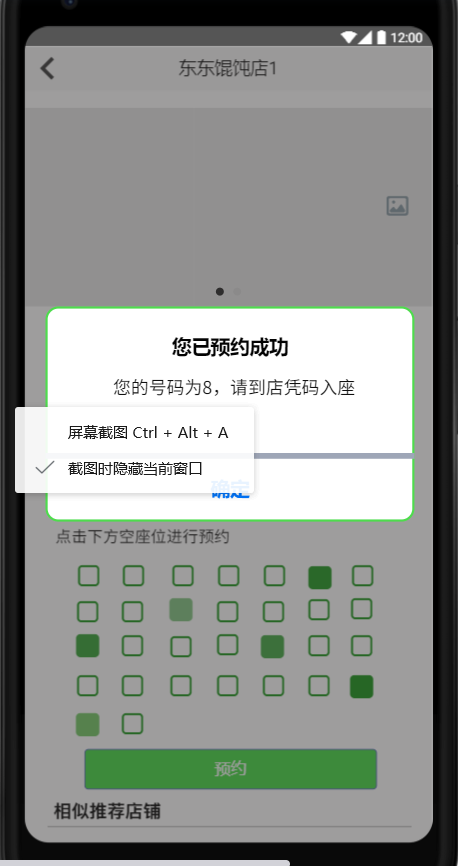 12:00
东东馄饨店1
您已预约成功
您的号码为8，请到店凭码入座
屏幕截图 Ctrl + Alt + A
截图时隐藏当前窗口
确定
点击下方空座位进行预约
预约
相似推荐店铺